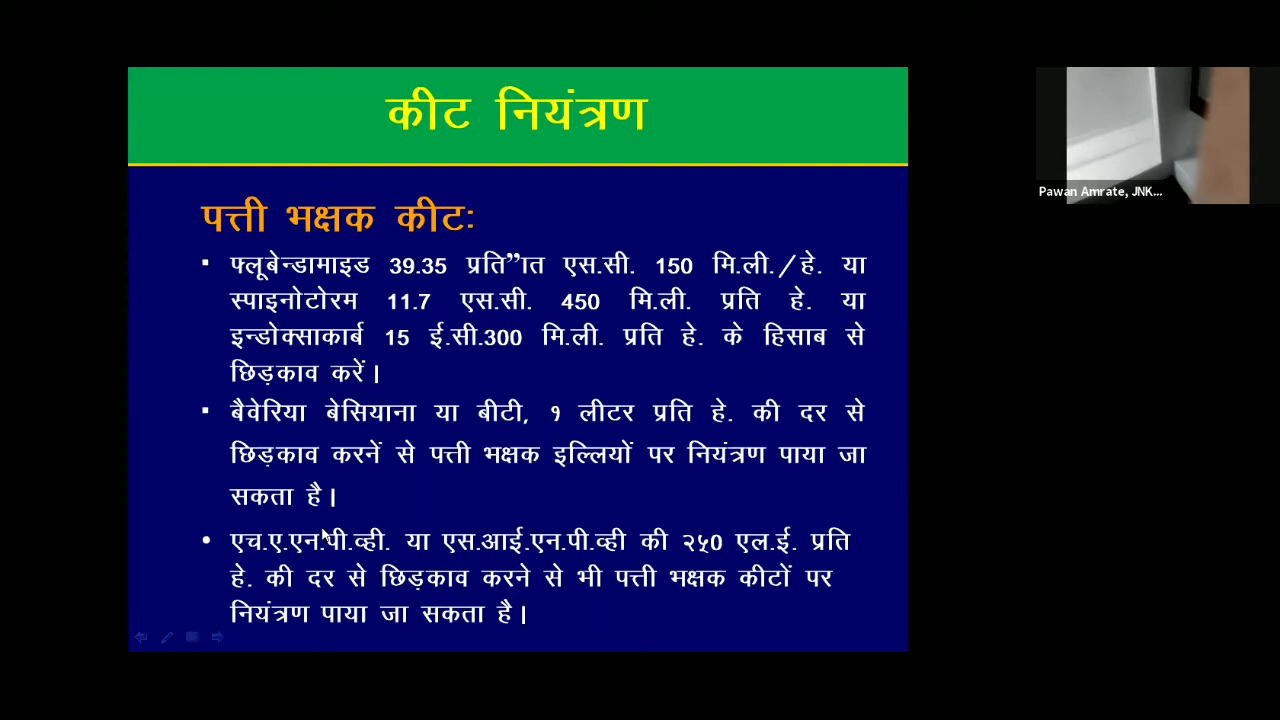 कीट नियंत्रण
पत्ती भक्षक कीट:
▪ फ्लूबेन्डामाइड 39.35 प्रति”ात एस.सी. 150 मि.ली./हे. या
स्पाइनोटोरम 11.7 एस.सी. 450 मि.ली. प्रति हे. या
इन्डोक्साकार्ब 15 ई.सी.300 मि.ली. प्रति हे. के हिसाब से
छिड़काव करें।
▪ बैवेरिया बेसियाना या बीटी, १ लीटर प्रति हे. की दर से
छिड़काव करनें से पत्ती भक्षक इल्लियों पर नियंत्रण पाया जा
सकता है।
• एच.ए.एन.पी.व्ही. या एस.आई.एन.पी.व्ही की २५0 एल.ई. प्रति
हे. की दर से छिड़काव करने से भी पत्ती भक्षक कीटों पर
नियंत्रण पाया जा सकता है।
Pawan Amrate, JNK...